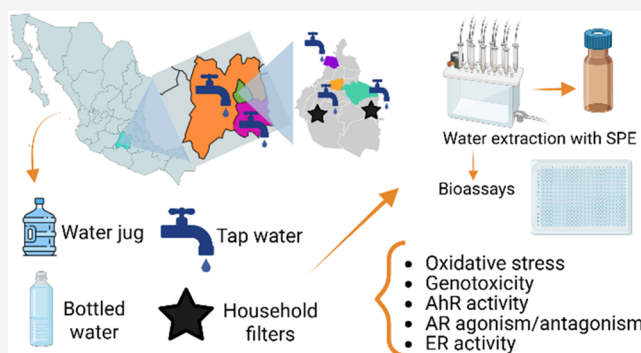 Water extraction with SPE
Bioassays
Water jug
Tap water
Bottled
water
Household
filters
• Oxidative stress
• Genotoxicity
• AhR activity
• AR agonism/antagonism
• ER activity